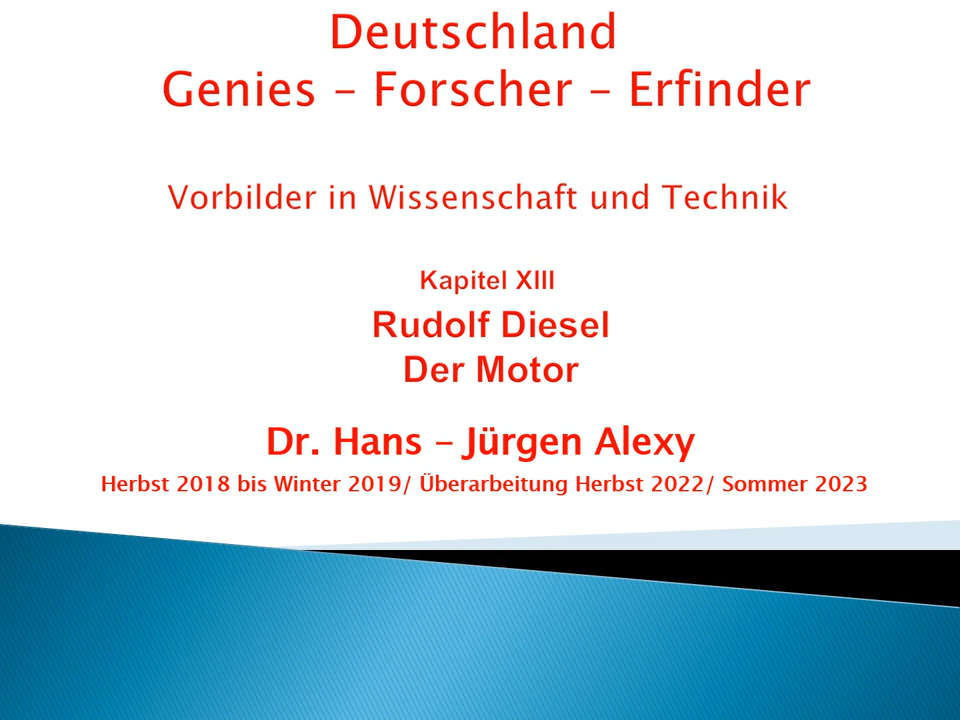 Deutschland
Genies – Forscher – Erfinder
Vorbilder in Wissenschaft und Technik
Kapitel XIII
Rudolf Diesel
Der Motor
Dr. Hans – Jürgen Alexy
Herbst 2018 bis Winter 2019/ Überarbeitung Herbst 2022/ Sommer 2023